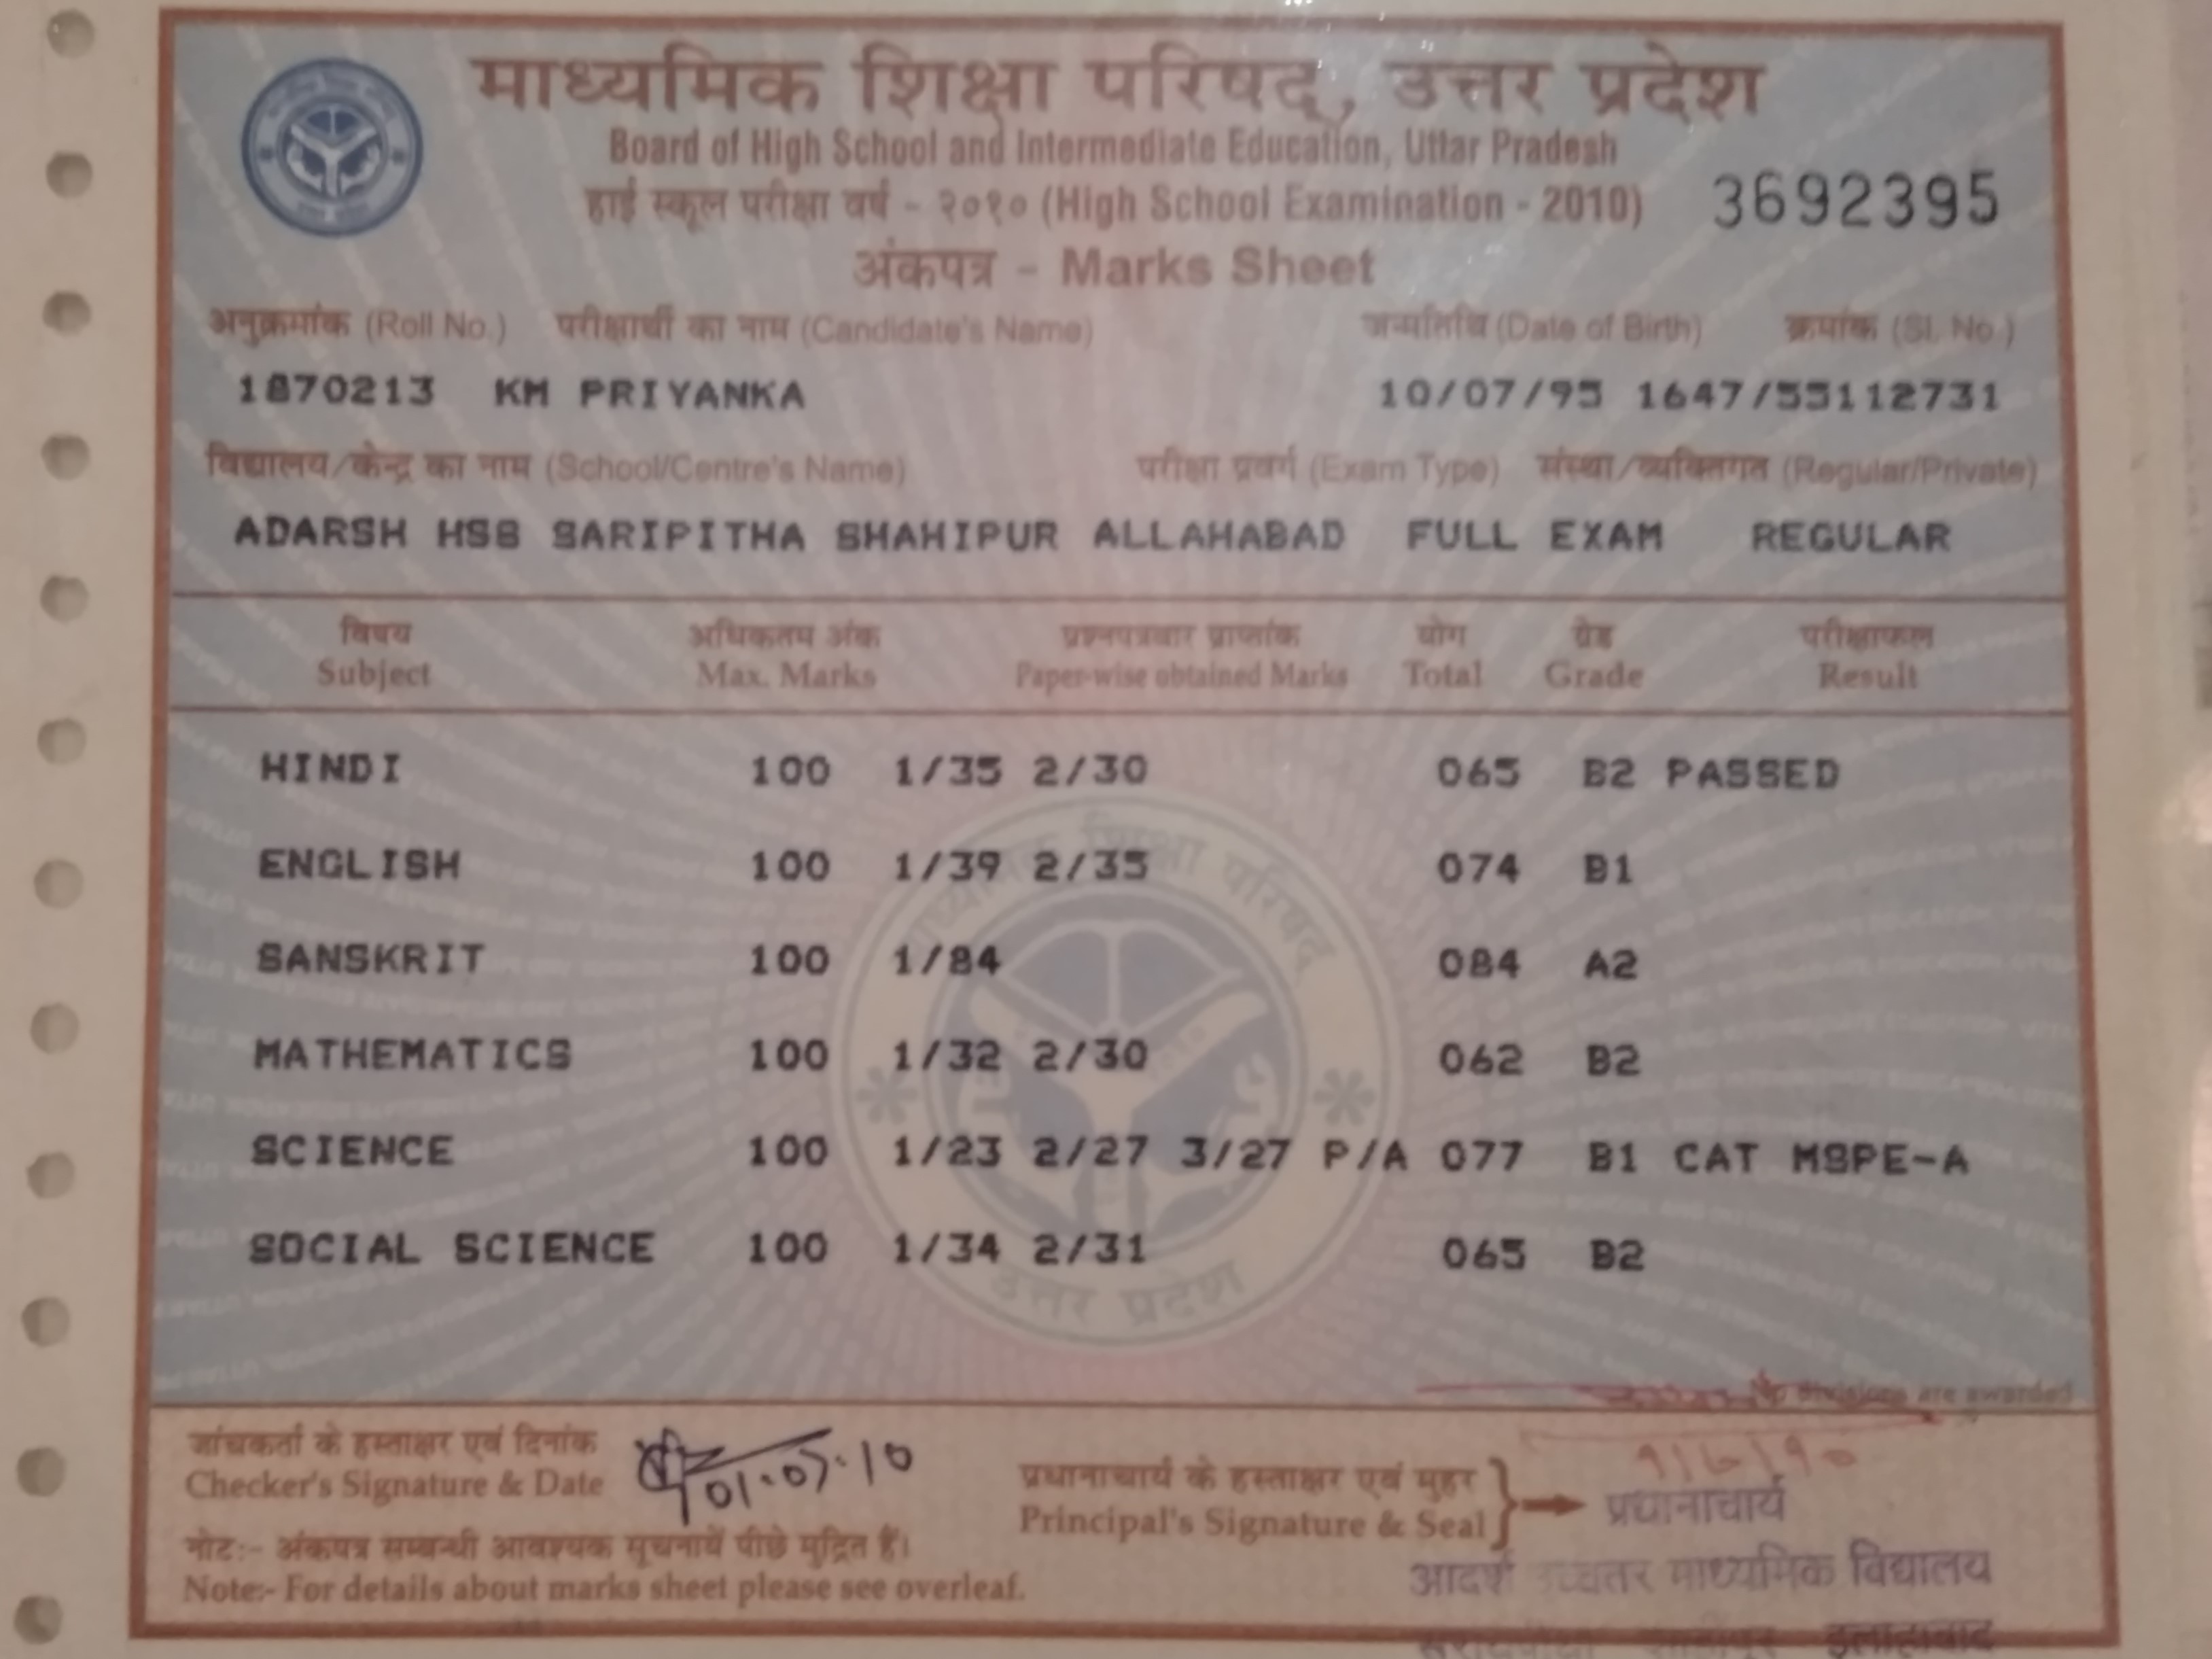 माध्यमिक शिक्षा परिषद्, उत्तर प्रदेश
Board of High School and Intermediate Education, Uttar Pradesh
हाई स्कूल परीक्षा वर्ष - २०१० (High School Examination - 2010) 3692395
अंकपत्र - Marks Sheet
अनुक्रमांक (Roll No.) परीक्षार्थी का नाम (Candidate's Name) जन्मतिथि (Date of Birth) क्रमांक (Sl. No.)
1870213 KM PRIYANKA 10/07/95 1647/55112731
विद्यालय/केन्द्र का नाम (School/Centre's Name) परीक्षा प्रवर्ग (Exam Type) संस्था/व्यक्तिगत (Regular/Private)
ADARSH HSS SARIPITHA SHAHIPUR ALLAHABAD FULL EXAM REGULAR
विषय अधिकतम अंक प्रश्नपत्रवार प्राप्तांक योग ग्रेड परीक्षाफल
Subject Max. Marks Paper-wise obtained Marks Total Grade Result
HINDI 100 1/35 2/30 065 B2 PASSED
ENGLISH 100 1/39 2/35 074 B1
SANSKRIT 100 1/84 084 A2
MATHEMATICS 100 1/32 2/30 062 B2
SCIENCE 100 1/23 2/27 3/27 P/A 077 B1 CAT MSPE-A
SOCIAL SCIENCE 100 1/34 2/31 065 B2
माध्यमिक शिक्षा परिषद
उत्तर प्रदेश
No divisions are awarded
जांचकर्ता के हस्ताक्षर एवं दिनांक
Checker's Signature & Date 01.07.10
प्रधानाचार्य के हस्ताक्षर एवं मुहर
Principal's Signature & Seal
प्रधानाचार्य
नोट:- अंकपत्र सम्बन्धी आवश्यक सूचनायें पीछे मुद्रित हैं।
Note:- For details about marks sheet please see overleaf.
आदर्श उच्चतर माध्यमिक विद्यालय
इलाहाबाद